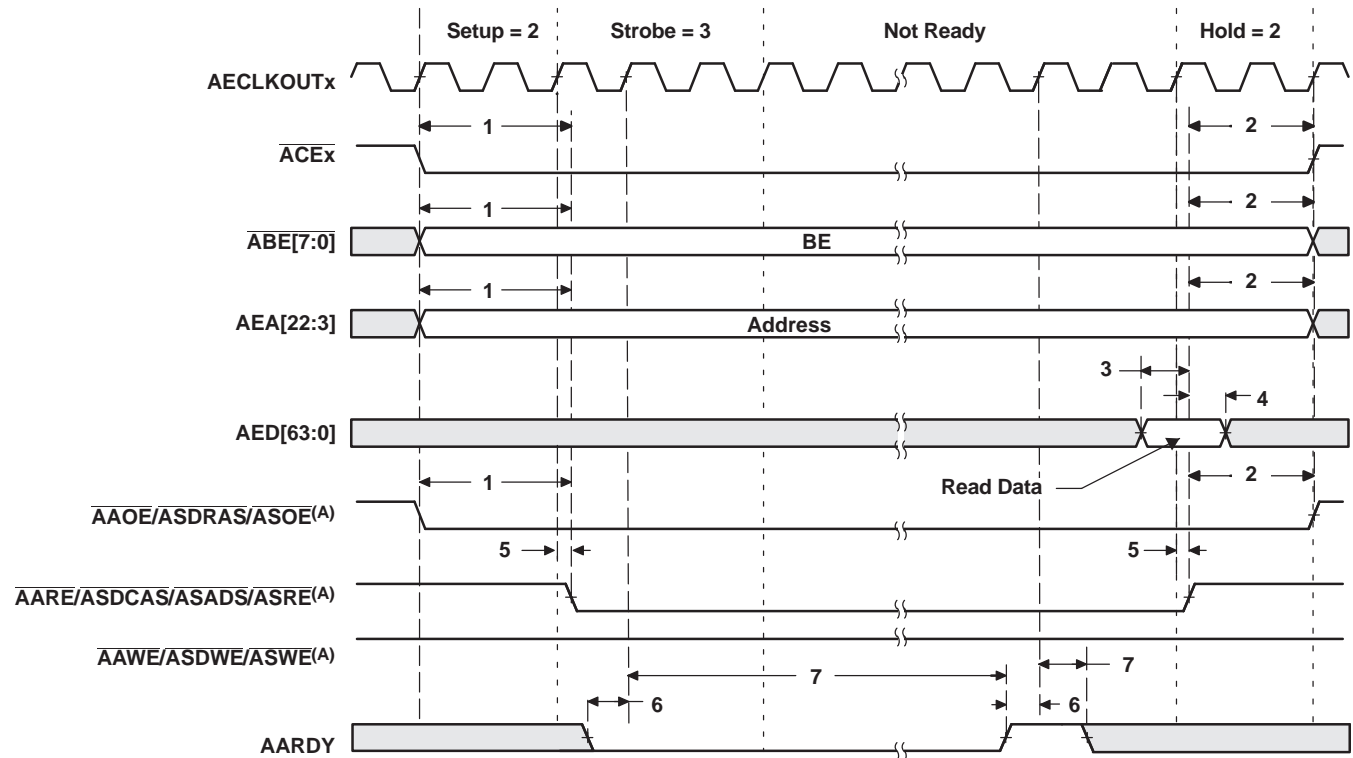 Setup = 2 Strobe = 3 Not Ready Hold = 2
AECLKOUTx
1 2
ACEx
1 2
ABE[7:0] BE
1 2
AEA[22:3] Address
3
4
AED[63:0]
1 Read Data 2
AAOE/ASDRAS/ASOE(A)
5 5
AARE/ASDCAS/ASADS/ASRE(A)
AAWE/ASDWE/ASWE(A)
7 7
6 6
AARDY